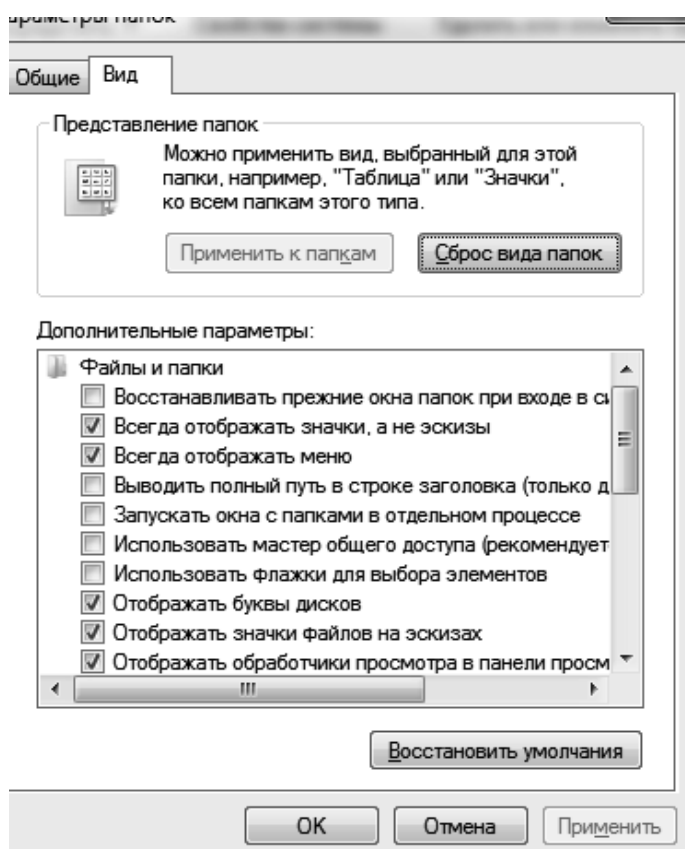 Общие
Вид
Представление папок
Можно применить вид, выбранный для этой
папки, например, "Таблица" или "Значки",
ко всем папкам этого типа.
Применить к папкам
Сброс вида папок
Дополнительные параметры:
Файлы и папки
Восстанавливать прежние окна папок при входе в си
Всегда отображать значки, а не эскизы
Всегда отображать меню
Выводить полный путь в строке заголовка (только д
Запускать окна с папками в отдельном процессе
Использовать мастер общего доступа (рекомендует
Использовать флажки для выбора элементов
Отображать буквы дисков
Отображать значки файлов на эскизах
Отображать обработчики просмотра в панели просм
Восстановить умолчания
OK
Отмена
Применить